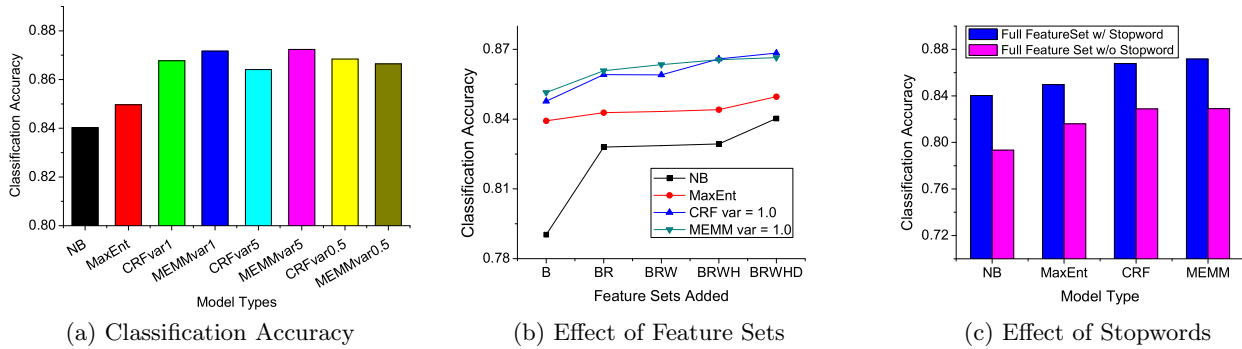 Classification Accuracy
0.88
0.86
0.84
0.82
0.80
NB
MaxEnt
CRFvar1
MEMMvar1
CRFvar5
MEMMvar5
CRFvar0.5
MEMMvar0.5
Model Types
(a) Classification Accuracy
Classification Accuracy
0.87
0.84
0.81
0.78
NB
MaxEnt
CRF var = 1.0
MEMM var = 1.0
B BR BRW BRWH BRWHD
Feature Sets Added
(b) Effect of Feature Sets
Classification Accuracy
Full FeatureSet w/ Stopword
Full Feature Set w/o Stopword
0.88
0.84
0.80
0.76
0.72
NB MaxEnt CRF MEMM
Model Type
(c) Effect of Stopwords